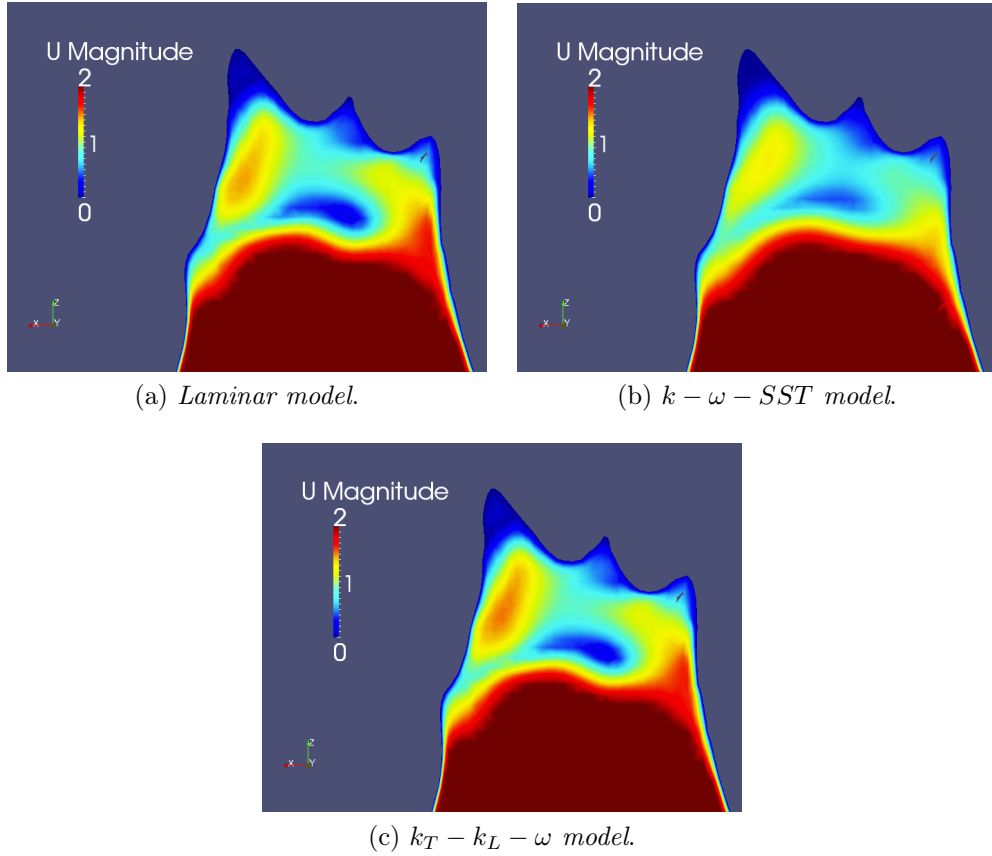 U Magnitude
2
1
0
Z
X
Y
(a) Laminar model.
U Magnitude
2
1
0
Z
X
Y
(b) k − ω − SST model.
U Magnitude
2
1
0
Z
X
Y
(c) k_T − k_L − ω model.